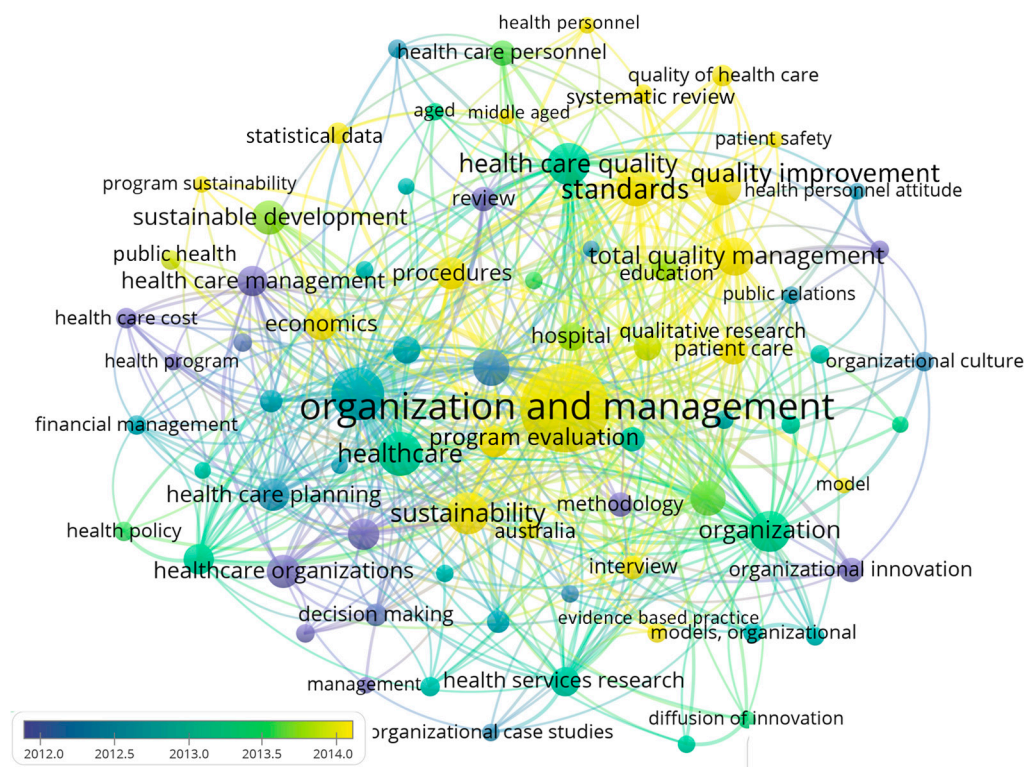 health personnel
health care personnel
quality of health care
systematic review
aged
middle aged
statistical data
patient safety
health care quality
quality improvement
program sustainability
standards
health personnel attitude
review
sustainable development
public health
total quality management
health care management
procedures
education
public relations
health care cost
economics
hospital
qualitative research
patient care
health program
organizational culture
organization and management
financial management
program evaluation
healthcare
model
health care planning
methodology
sustainability
health policy
australia
organization
healthcare organizations
interview
organizational innovation
decision making
evidence based practice
models, organizational
management
health services research
diffusion of innovation
organizational case studies
2012.0 2012.5 2013.0 2013.5 2014.0